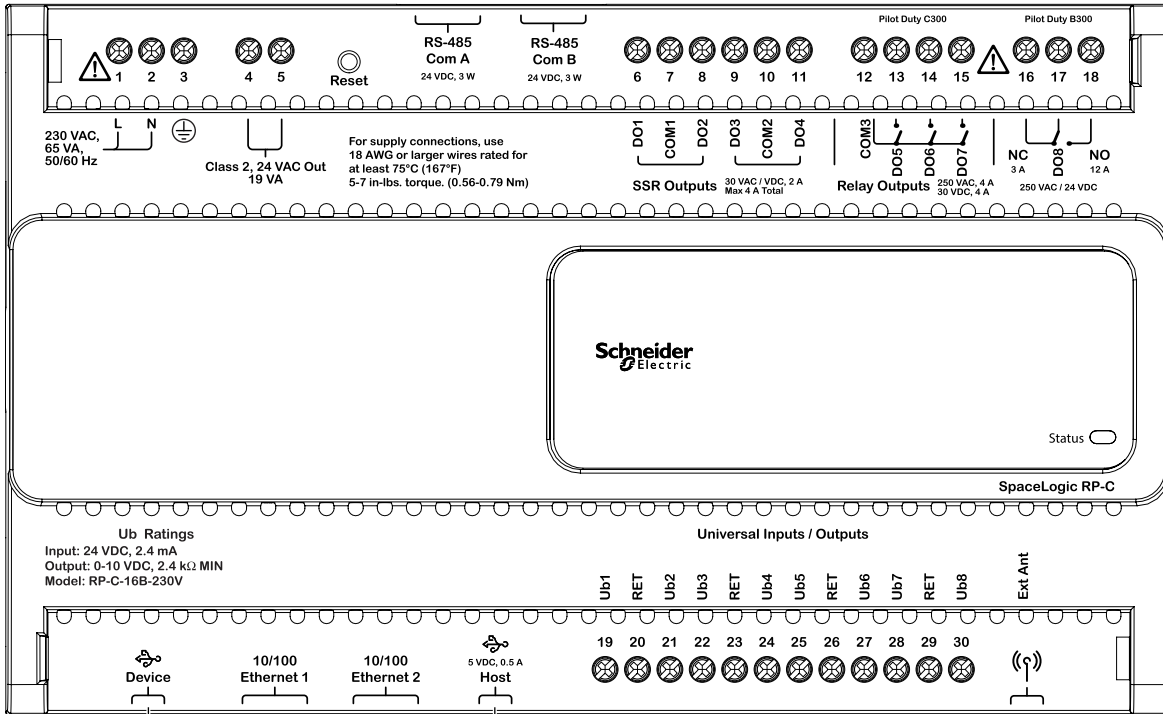 Pilot Duty C300
Pilot Duty B300
RS-485
Com A
24 VDC, 3 W
RS-485
Com B
24 VDC, 3 W
1 2 3 4 5
Reset
6 7 8 9 10 11
12 13 14 15
16 17 18
L N
230 VAC,
65 VA,
50/60 Hz
Class 2, 24 VAC Out
19 VA
For supply connections, use
18 AWG or larger wires rated for
at least 75°C (167°F)
5-7 in-lbs. torque. (0.56-0.79 Nm)
DO1 COM1 DO2 DO3 COM2 DO4
SSR Outputs
30 VAC / VDC, 2 A
Max 4 A Total
COM3 DO5 DO6 DO7
Relay Outputs
250 VAC, 4 A
30 VDC, 4 A
NC
3 A
DO8
NO
12 A
250 VAC / 24 VDC
Schneider
Electric
Status
SpaceLogic RP-C
Ub Ratings
Input: 24 VDC, 2.4 mA
Output: 0-10 VDC, 2.4 kΩ MIN
Model: RP-C-16B-230V
Universal Inputs / Outputs
Ub1 RET Ub2 Ub3 RET Ub4 Ub5 RET Ub6 Ub7 RET Ub8
Ext Ant
19 20 21 22 23 24 25 26 27 28 29 30
Device
10/100
Ethernet 1
10/100
Ethernet 2
5 VDC, 0.5 A
Host